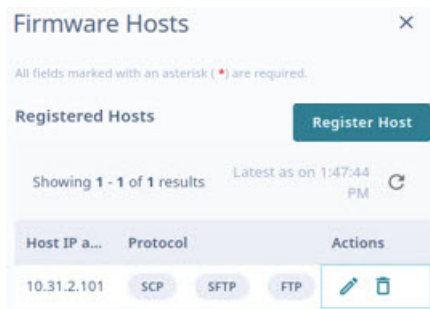 Firmware Hosts
All fields marked with an asterisk ( *) are required.
Registered Hosts
Register Host
Showing 1 - 1 of 1 results
Latest as on 1:47:44
PM
Host IP a... Protocol Actions
10.31.2.101 SCP SFTP FTP